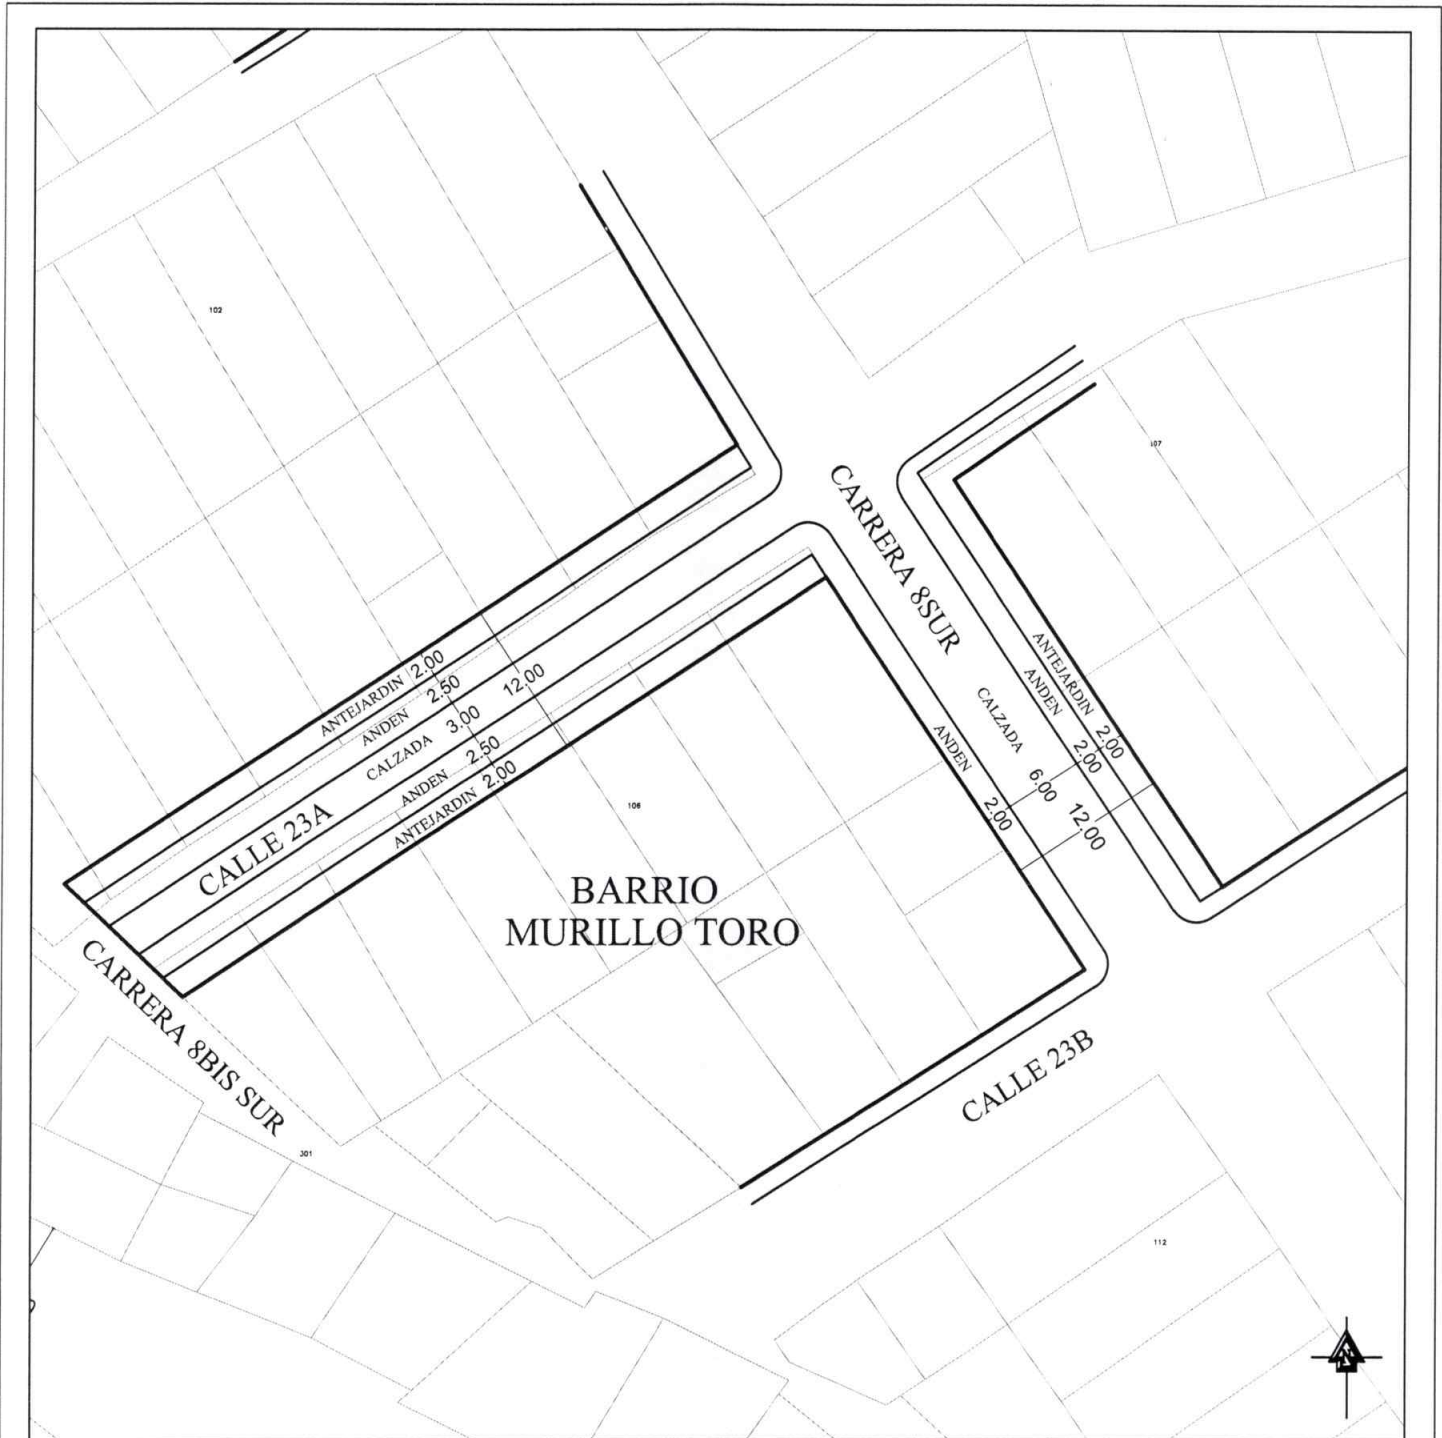 102
107
CARRERA 8SUR
ANTEJARDIN 2.00
ANDEN 2.50
CALZADA 3.00
12.00
ANDEN 2.50
ANTEJARDIN 2.00
CALLE 23A
ANTEJARDIN 2.00
ANDEN 2.00
CALZADA 6.00
ANDEN 2.00
12.00
106
BARRIO
MURILLO TORO
CARRERA 8BIS SUR
CALLE 23B
301
112
N